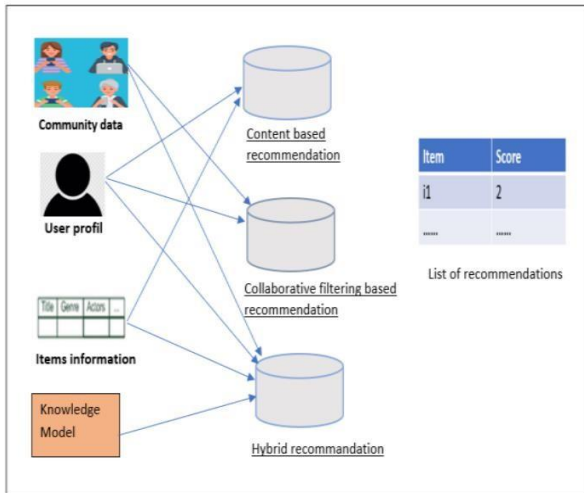 Community data
User profil
Title Genre Actors ...
Items information
Knowledge
Model
Content based
recommendation
Collaborative filtering based
recommendation
Hybrid recommandation
Item Score
i1 2
...... ......
List of recommendations